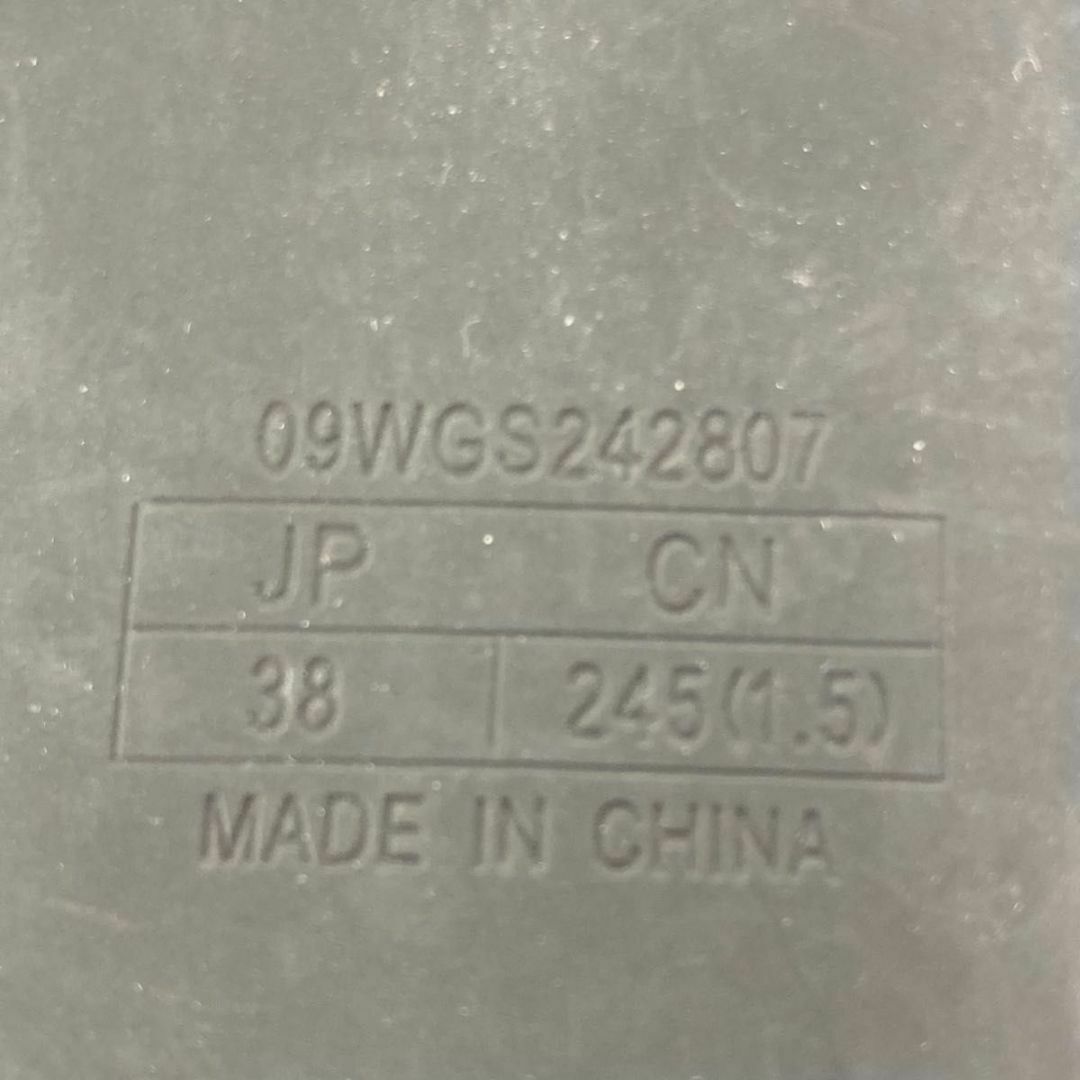 09WGS242807
JP CN
38 245(1.5)
MADE IN CHINA